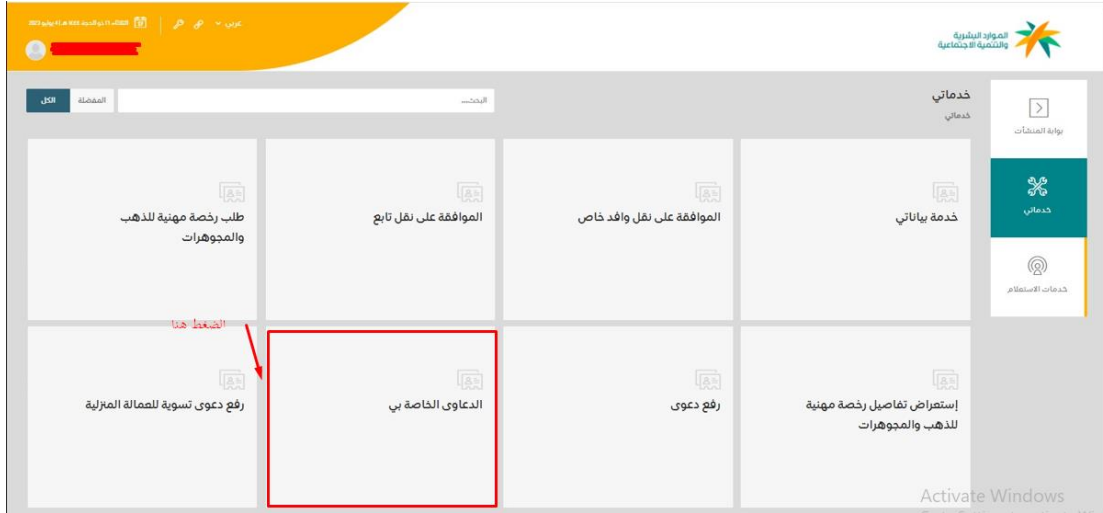 الموارد البشرية
والتنمية الاجتماعية
عربي
خدماتي
خدماتي
البحث...
المفضلة
الكل
بوابة المنشآت
خدماتي
خدمات الاستعلام
خدمة بياناتي
الموافقة على نقل وافد خاص
الموافقة على نقل تابع
طلب رخصة مهنية للذهب
والمجوهرات
الضغط هنا
إستعراض تفاصيل رخصة مهنية
للذهب والمجوهرات
رفع دعوى
الدعاوى الخاصة بي
رفع دعوى تسوية للعمالة المنزلية
Activate Windows